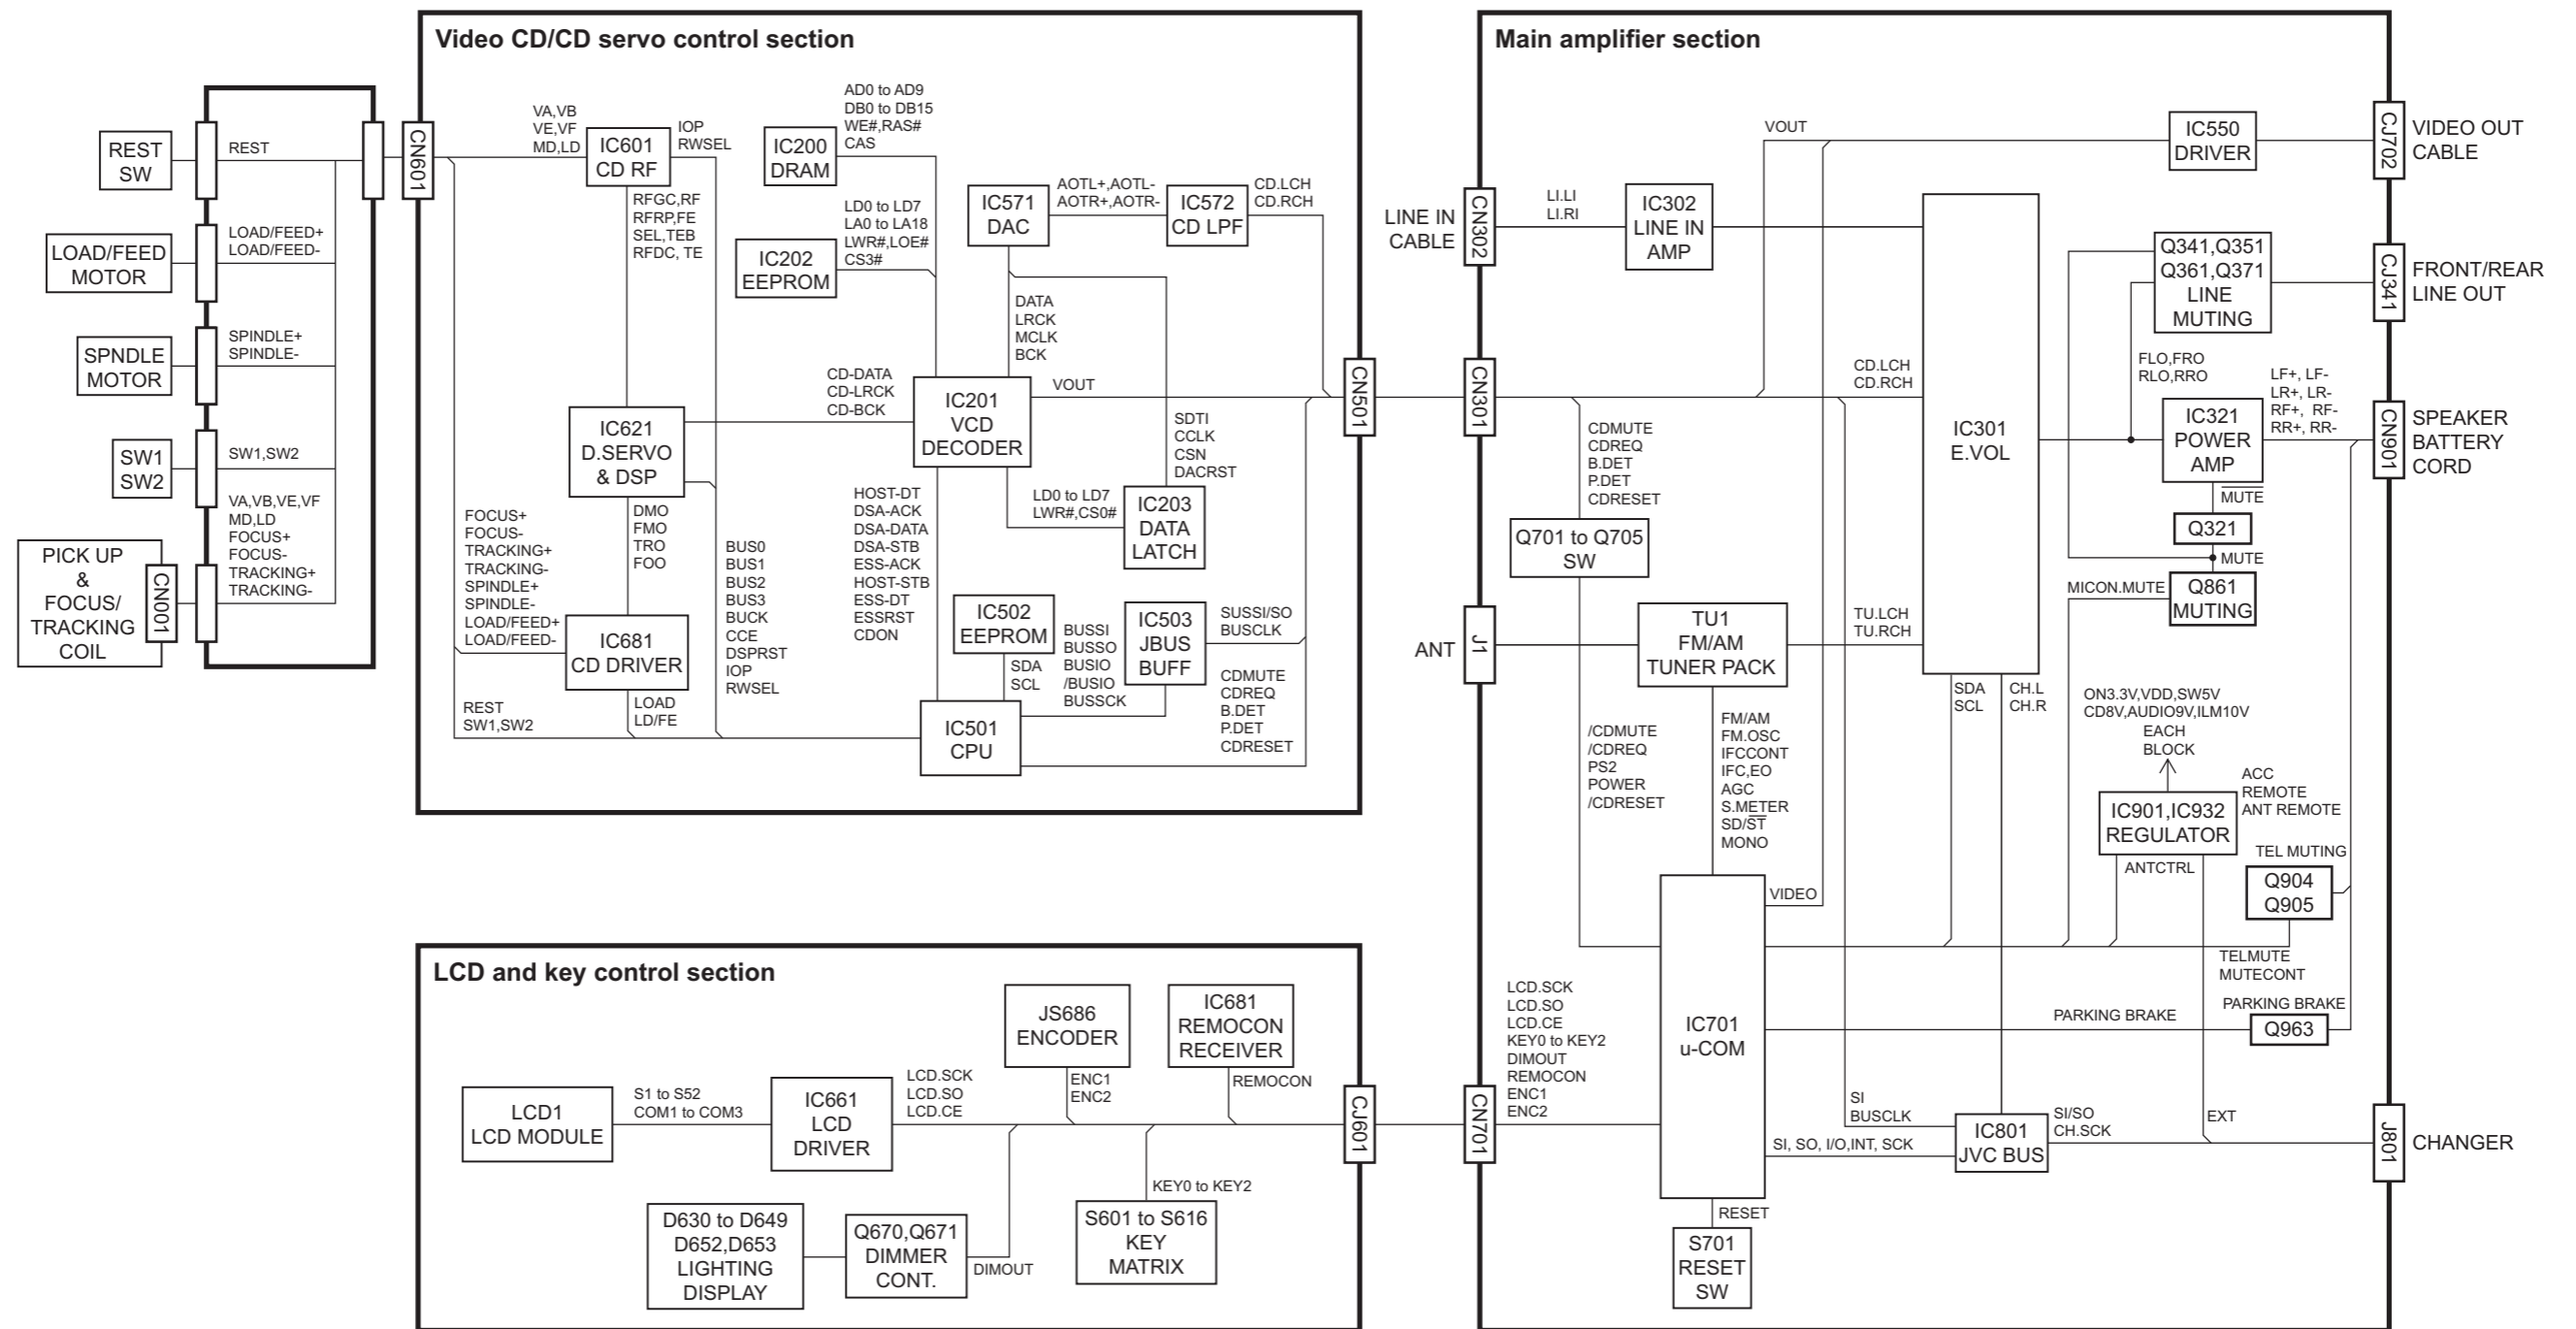 Video CD/CD servo control section
REST
SW
LOAD/FEED
MOTOR
SPNDLE
MOTOR
SW1
SW2
PICK UP
&
FOCUS/
TRACKING
COIL
CN001
REST
LOAD/FEED+
LOAD/FEED-
SPINDLE+
SPINDLE-
SW1,SW2
VA,VB,VE,VF
MD,LD
FOCUS+
FOCUS-
TRACKING+
TRACKING-
CN601
VA,VB
VE,VF
MD,LD
IC601
CD RF
IOP
RWSEL
RFGC,RF
RFRP,FE
SEL,TEB
RFDC, TE
IC200
DRAM
AD0 to AD9
DB0 to DB15
WE#,RAS#
CAS
IC202
EEPROM
LD0 to LD7
LA0 to LA18
LWR#,LOE#
CS3#
IC571
DAC
AOTL+,AOTL-
AOTR+,AOTR-
IC572
CD LPF
CD.LCH
CD.RCH
DATA
LRCK
MCLK
BCK
IC621
D.SERVO
& DSP
CD-DATA
CD-LRCK
CD-BCK
IC201
VCD
DECODER
VOUT
SDTI
CCLK
CSN
DACRST
LD0 to LD7
LWR#,CS0#
IC203
DATA
LATCH
CN501
FOCUS+
FOCUS-
TRACKING+
TRACKING-
SPINDLE+
SPINDLE-
LOAD/FEED+
LOAD/FEED-
DMO
FMO
TRO
FOO
IC681
CD DRIVER
LOAD
LD/FE
REST
SW1,SW2
BUS0
BUS1
BUS2
BUS3
BUCK
CCE
DSPRST
IOP
RWSEL
HOST-DT
DSA-ACK
DSA-DATA
DSA-STB
ESS-ACK
HOST-STB
ESS-DT
ESSRST
CDON
IC502
EEPROM
SDA
SCL
BUSSI
BUSSO
BUSIO
/BUSIO
BUSSCK
IC503
JBUS
BUFF
SUSSI/SO
BUSCLK
IC501
CPU
CDMUTE
CDREQ
B.DET
P.DET
CDRESET
LCD and key control section
LCD1
LCD MODULE
S1 to S52
COM1 to COM3
IC661
LCD
DRIVER
LCD.SCK
LCD.SO
LCD.CE
JS686
ENCODER
ENC1
ENC2
IC681
REMOCON
RECEIVER
REMOCON
D630 to D649
D652,D653
LIGHTING
DISPLAY
Q670,Q671
DIMMER
CONT.
DIMOUT
KEY0 to KEY2
S601 to S616
KEY
MATRIX
CJ601
Main amplifier section
LINE IN
CABLE
CN302
LI.LI
LI.RI
IC302
LINE IN
AMP
VOUT
IC550
DRIVER
CJ702
VIDEO OUT
CABLE
Q341,Q351
Q361,Q371
LINE
MUTING
CJ341
FRONT/REAR
LINE OUT
CN301
CD.LCH
CD.RCH
IC301
E.VOL
FLO,FRO
RLO,RRO
IC321
POWER
AMP
LF+, LF-
LR+, LR-
RF+, RF-
RR+, RR-
CN901
SPEAKER
BATTERY
CORD
MUTE
Q321
MUTE
MICON.MUTE
Q861
MUTING
CDMUTE
CDREQ
B.DET
P.DET
CDRESET
Q701 to Q705
SW
ANT
J1
TU1
FM/AM
TUNER PACK
TU.LCH
TU.RCH
/CDMUTE
/CDREQ
PS2
POWER
/CDRESET
FM/AM
FM.OSC
IFCCONT
IFC,EO
AGC
S.METER
SD/ST
MONO
SDA
SCL
CH.L
CH.R
ON3.3V,VDD,SW5V
CD8V,AUDIO9V,ILM10V
EACH
BLOCK
IC901,IC932
REGULATOR
ACC
REMOTE
ANT REMOTE
ANTCTRL
TEL MUTING
Q904
Q905
VIDEO
TELMUTE
MUTECONT
PARKING BRAKE
PARKING BRAKE
Q963
CN701
LCD.SCK
LCD.SO
LCD.CE
KEY0 to KEY2
DIMOUT
REMOCON
ENC1
ENC2
IC701
u-COM
SI
BUSCLK
SI, SO, I/O,INT, SCK
IC801
JVC BUS
SI/SO
CH.SCK
EXT
J801
CHANGER
RESET
S701
RESET
SW